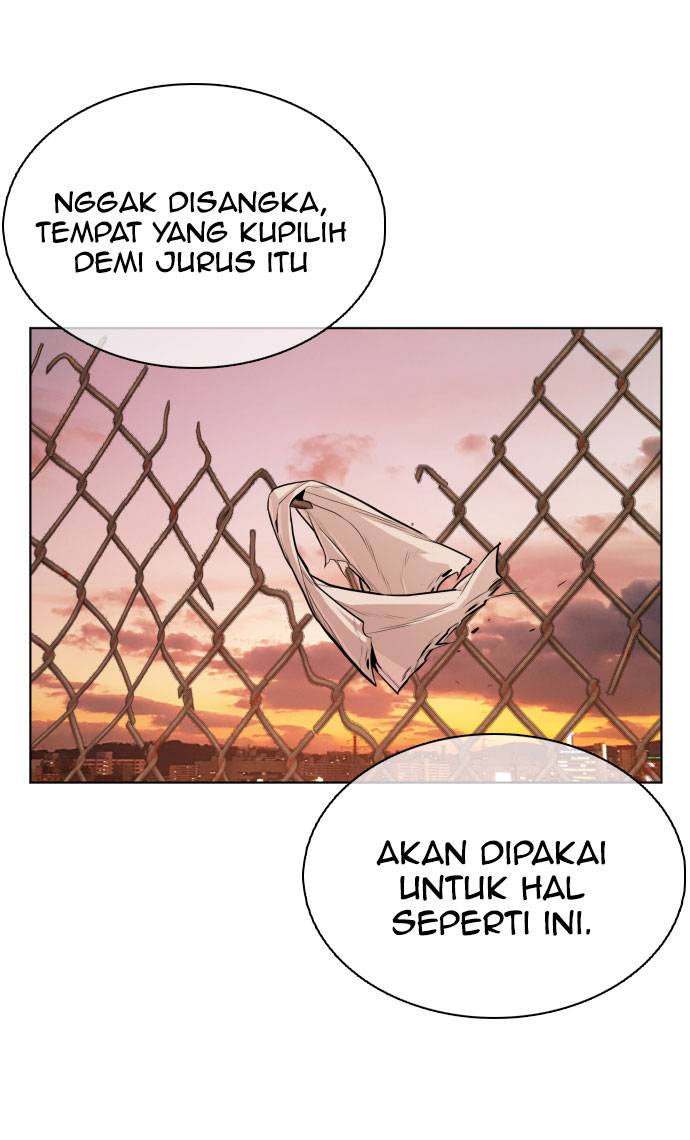 NGGAK DISANGKA,
TEMPAT YANG KUPILIH
DEMI JURUS ITU
AKAN DIPAKAI
UNTUK HAL
SEPERTI INI.